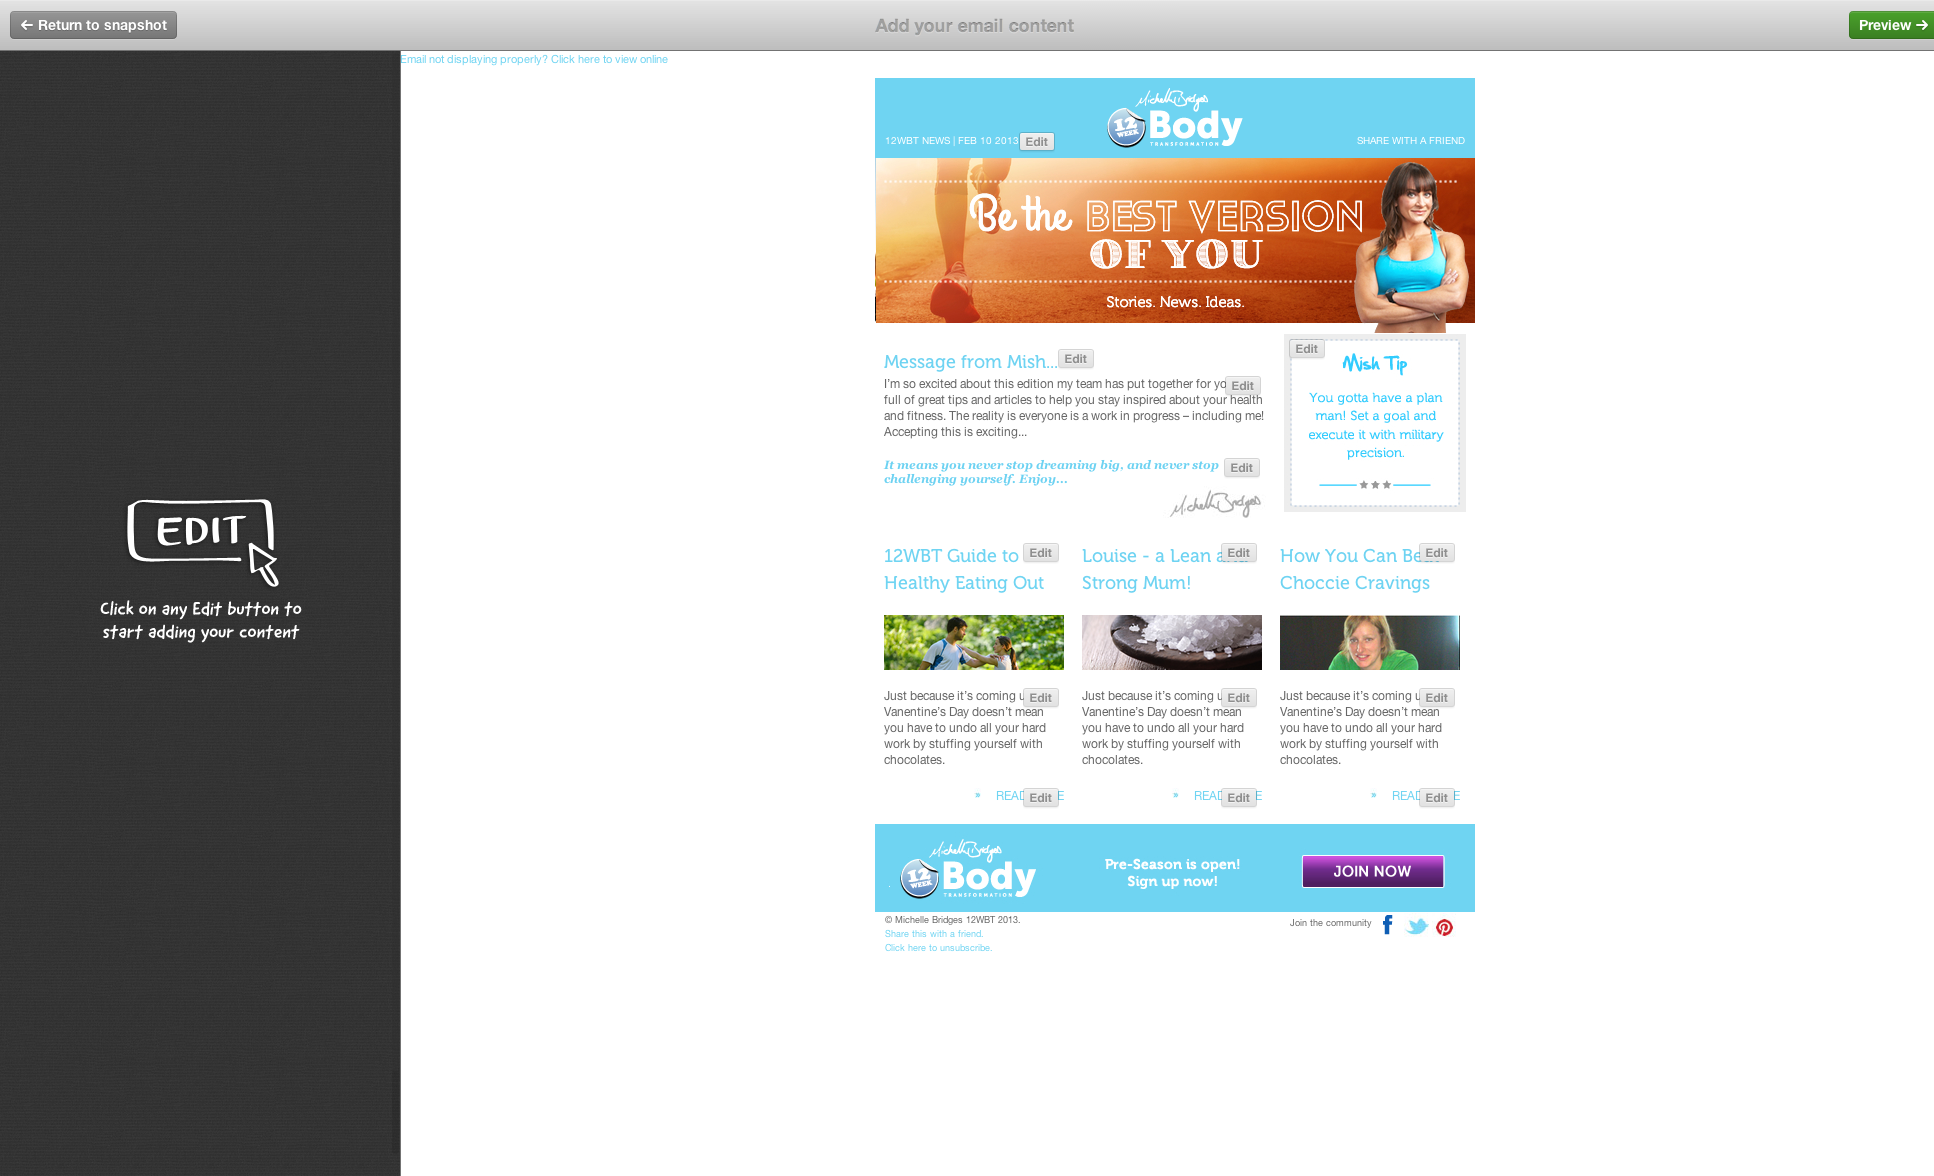 ← Return to snapshot
Add your email content
Preview →
Email not displaying properly? Click here to view online
EDIT
Click on any Edit button to
start adding your content
Michelle Bridges
12 WEEK Body
TRANSFORMATION
12WBT NEWS | FEB 10 2013 Edit
SHARE WITH A FRIEND
Be the BEST VERSION
OF YOU
Stories. News. Ideas.
Message from Mish... Edit
I'm so excited about this edition my team has put together for Edit
full of great tips and articles to help you stay inspired about your health
and fitness. The reality is everyone is a work in progress – including me!
Accepting this is exciting...
It means you never stop dreaming big, and never stop Edit
challenging yourself. Enjoy...
Michelle Bridges
Edit
Mish Tip
You gotta have a plan
man! Set a goal and
execute it with military
precision.
12WBT Guide to Edit
Healthy Eating Out
Just because it's coming Edit
Vanentine's Day doesn't mean
you have to undo all your hard
work by stuffing yourself with
chocolates.
» Edit
Louise - a Lean Edit
Strong Mum!
Just because it's coming Edit
Vanentine's Day doesn't mean
you have to undo all your hard
work by stuffing yourself with
chocolates.
» Edit
How You Can Edit
Choccie Cravings
Just because it's coming Edit
Vanentine's Day doesn't mean
you have to undo all your hard
work by stuffing yourself with
chocolates.
» Edit
Michelle Bridges
12 WEEK Body
TRANSFORMATION
Pre-Season is open!
Sign up now!
JOIN NOW
© Michelle Bridges 12WBT 2013.
Share this with a friend.
Click here to unsubscribe.
Join the community